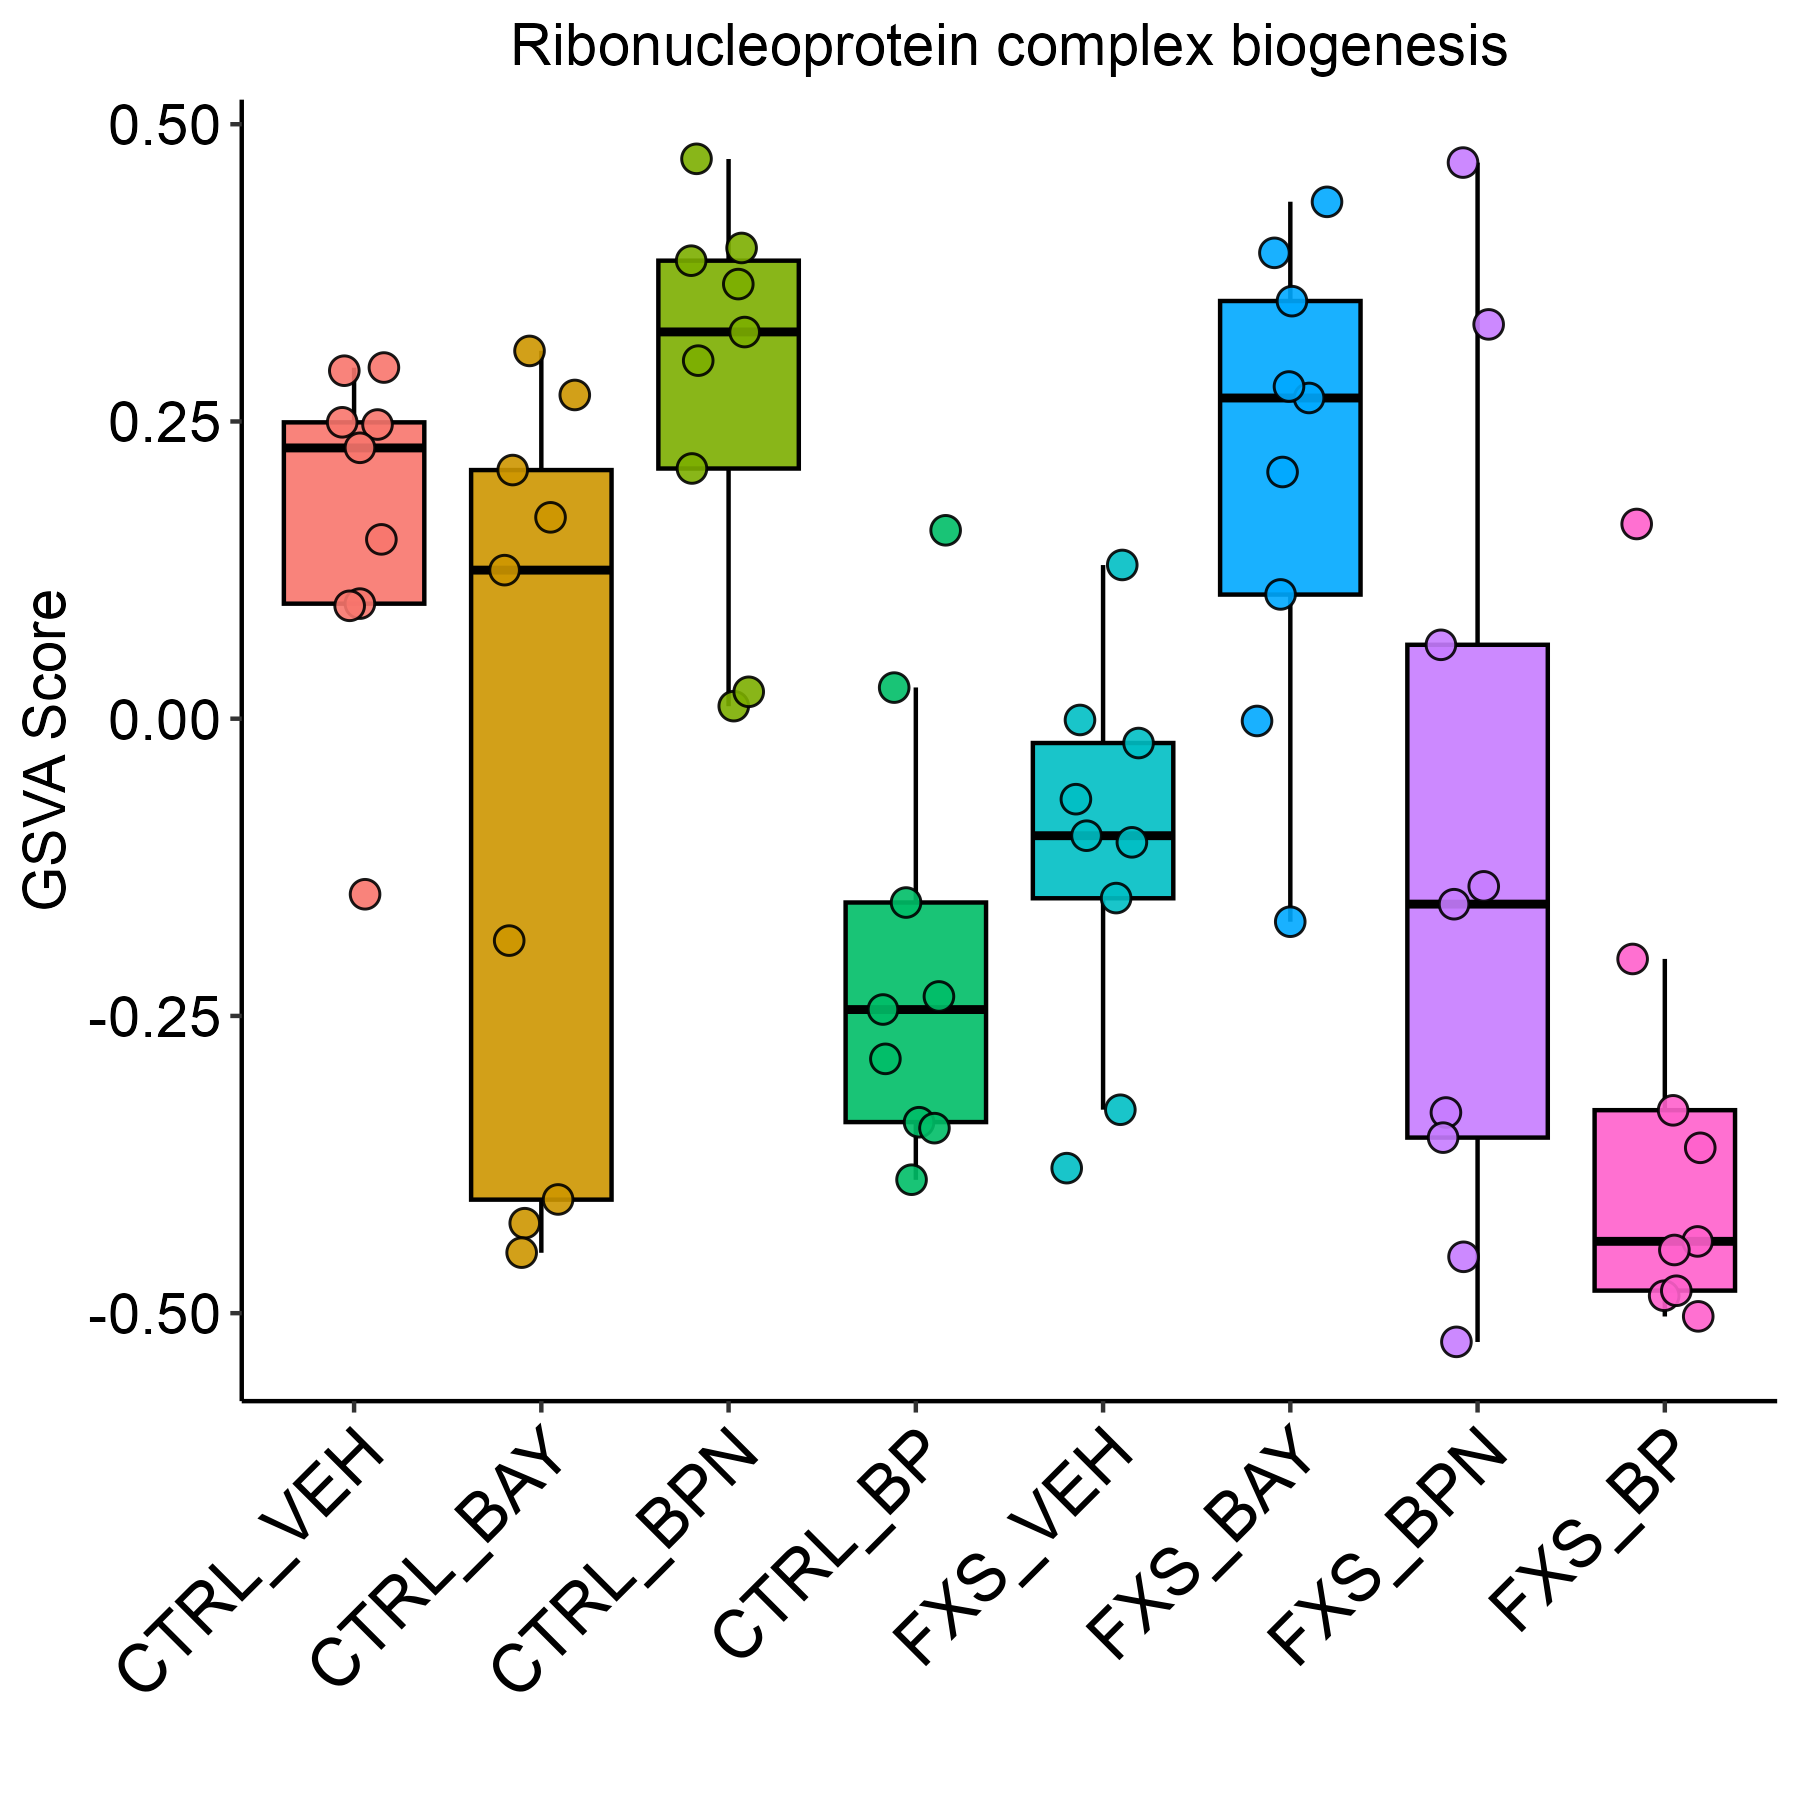 Ribonucleoprotein complex biogenesis
GSVA Score
0.50
0.25
0.00
-0.25
-0.50
CTRL_VEH
CTRL_BAY
CTRL_BPN
CTRL_BP
FXS_VEH
FXS_BAY
FXS_BPN
FXS_BP